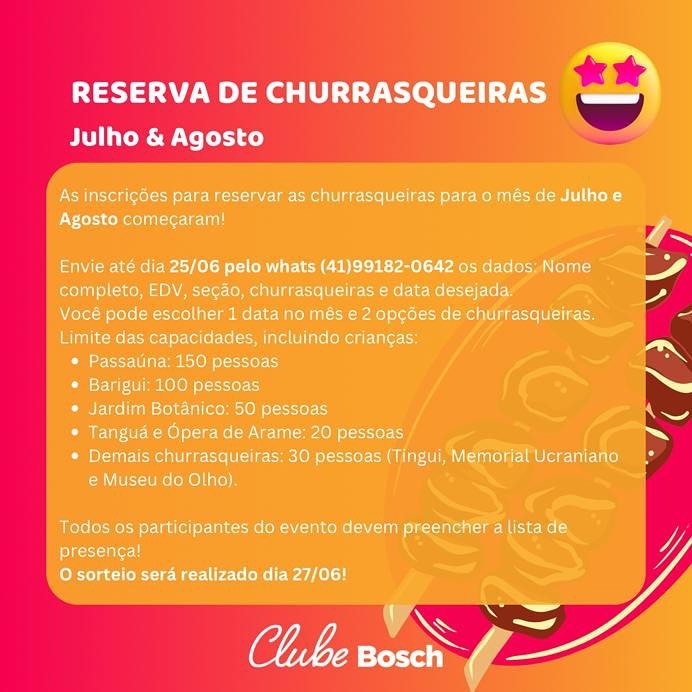 RESERVA DE CHURRASQUEIRAS
Julho & Agosto
As inscrições para reservar as churrasqueiras para o mês de Julho e
Agosto começaram!
Envie até dia 25/06 pelo whats (41)99182-0642 os dados: Nome
completo, EDV, seção, churrasqueiras e data desejada.
Você pode escolher 1 data no mês e 2 opções de churrasqueiras.
Limite das capacidades, incluindo crianças:
• Passaúna: 150 pessoas
• Barigui: 100 pessoas
• Jardim Botânico: 50 pessoas
• Tanguá e Ópera de Arame: 20 pessoas
• Demais churrasqueiras: 30 pessoas (Tingui, Memorial Ucraniano
e Museu do Olho).
Todos os participantes do evento devem preencher a lista de
presença!
O sorteio será realizado dia 27/06!
Clube Bosch